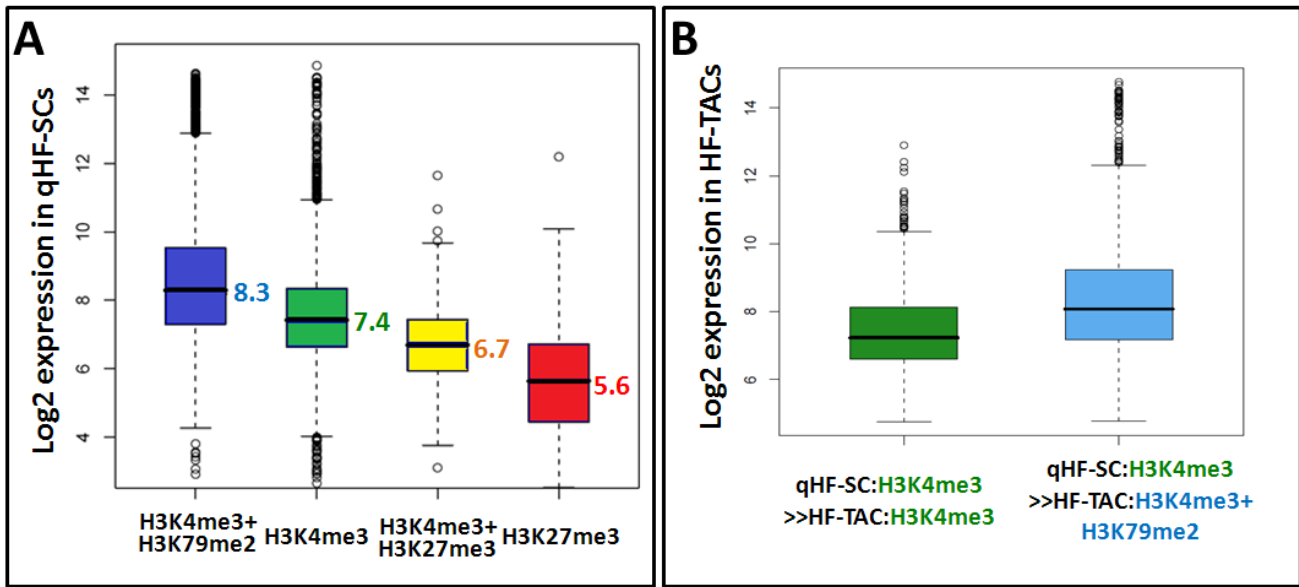 A
Log2 expression in qHF-SCs
14
12
10
8
6
4
8.3
7.4
6.7
5.6
H3K4me3+
H3K79me2
H3K4me3
H3K4me3+
H3K27me3
H3K27me3
B
Log2 expression in HF-TACs
14
12
10
8
6
qHF-SC:H3K4me3
>>HF-TAC:H3K4me3
qHF-SC:H3K4me3
>>HF-TAC:H3K4me3+
H3K79me2